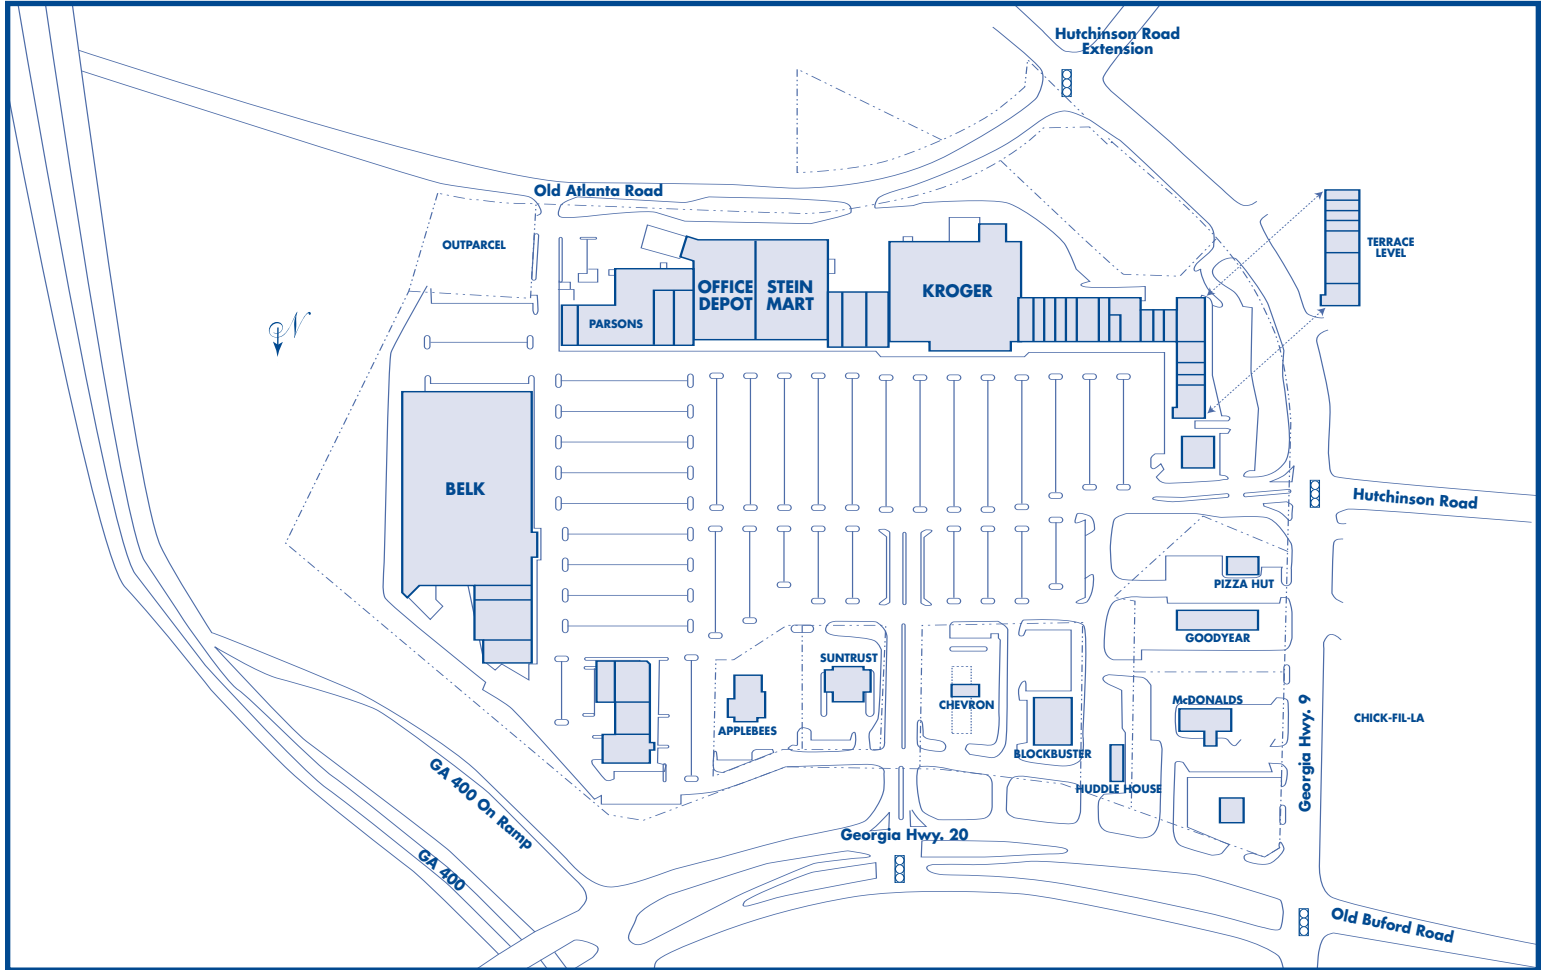 Hutchinson Road
Extension
Old Atlanta Road
OUTPARCEL
TERRACE
LEVEL
N
OFFICE
DEPOT
STEIN
MART
KROGER
PARSONS
BELK
Hutchinson Road
PIZZA HUT
GOODYEAR
SUNTRUST
McDONALDS
CHEVRON
APPLEBEES
BLOCKBUSTER
CHICK-FIL-LA
HUDDLE HOUSE
Georgia Hwy. 9
GA 400 On Ramp
Georgia Hwy. 20
GA 400
Old Buford Road